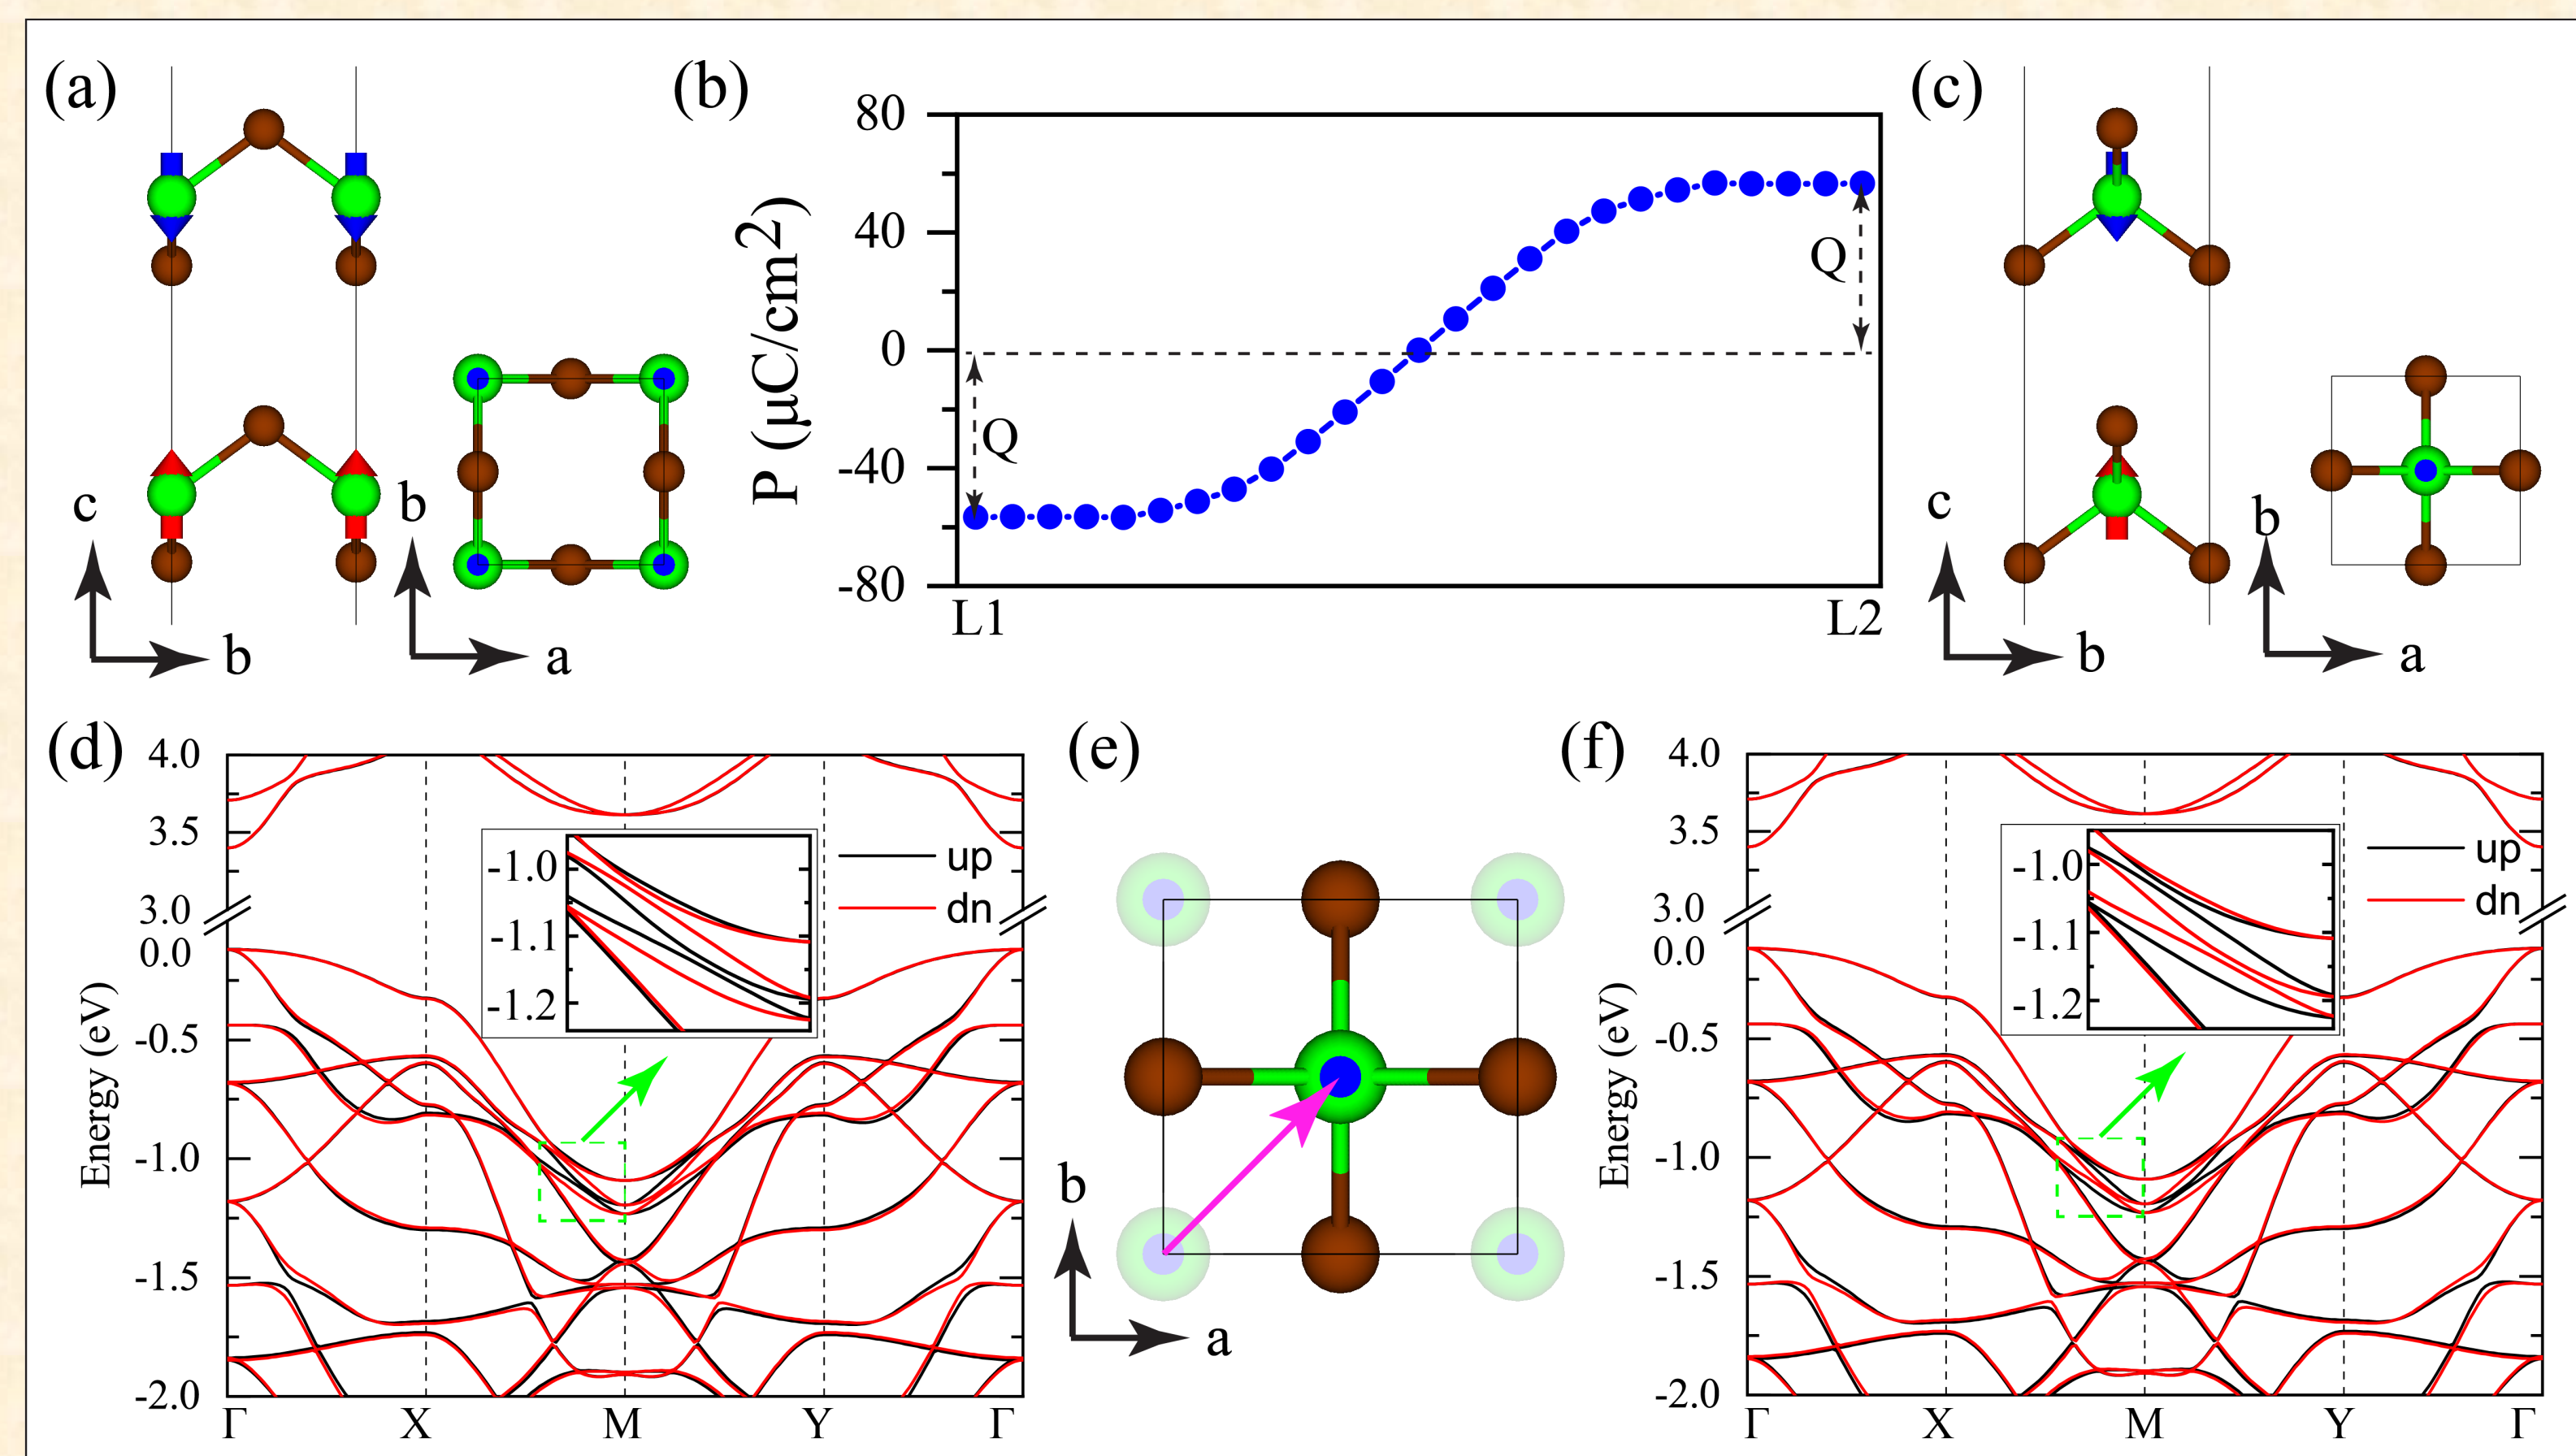 (a)
c
b
b
a
(b)
P (μC/cm²)
80
40
0
-40
-80
Q
Q
L1
L2
(c)
c
b
b
a
(d)
Energy (eV)
4.0
3.5
3.0
0.0
-0.5
-1.0
-1.5
-2.0
-1.0
-1.1
-1.2
up
dn
Γ X M Y Γ
(e)
b
a
(f)
Energy (eV)
4.0
3.5
3.0
0.0
-0.5
-1.0
-1.5
-2.0
-1.0
-1.1
-1.2
up
dn
Γ X M Y Γ